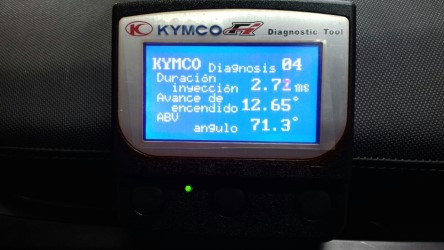 KYMCO Fi Diagnostic Tool
KYMCO Diagnosis 04
Duración
inyección 2.72 ms
Avance de
encendido 12.65°
ABV
angulo 71.3°